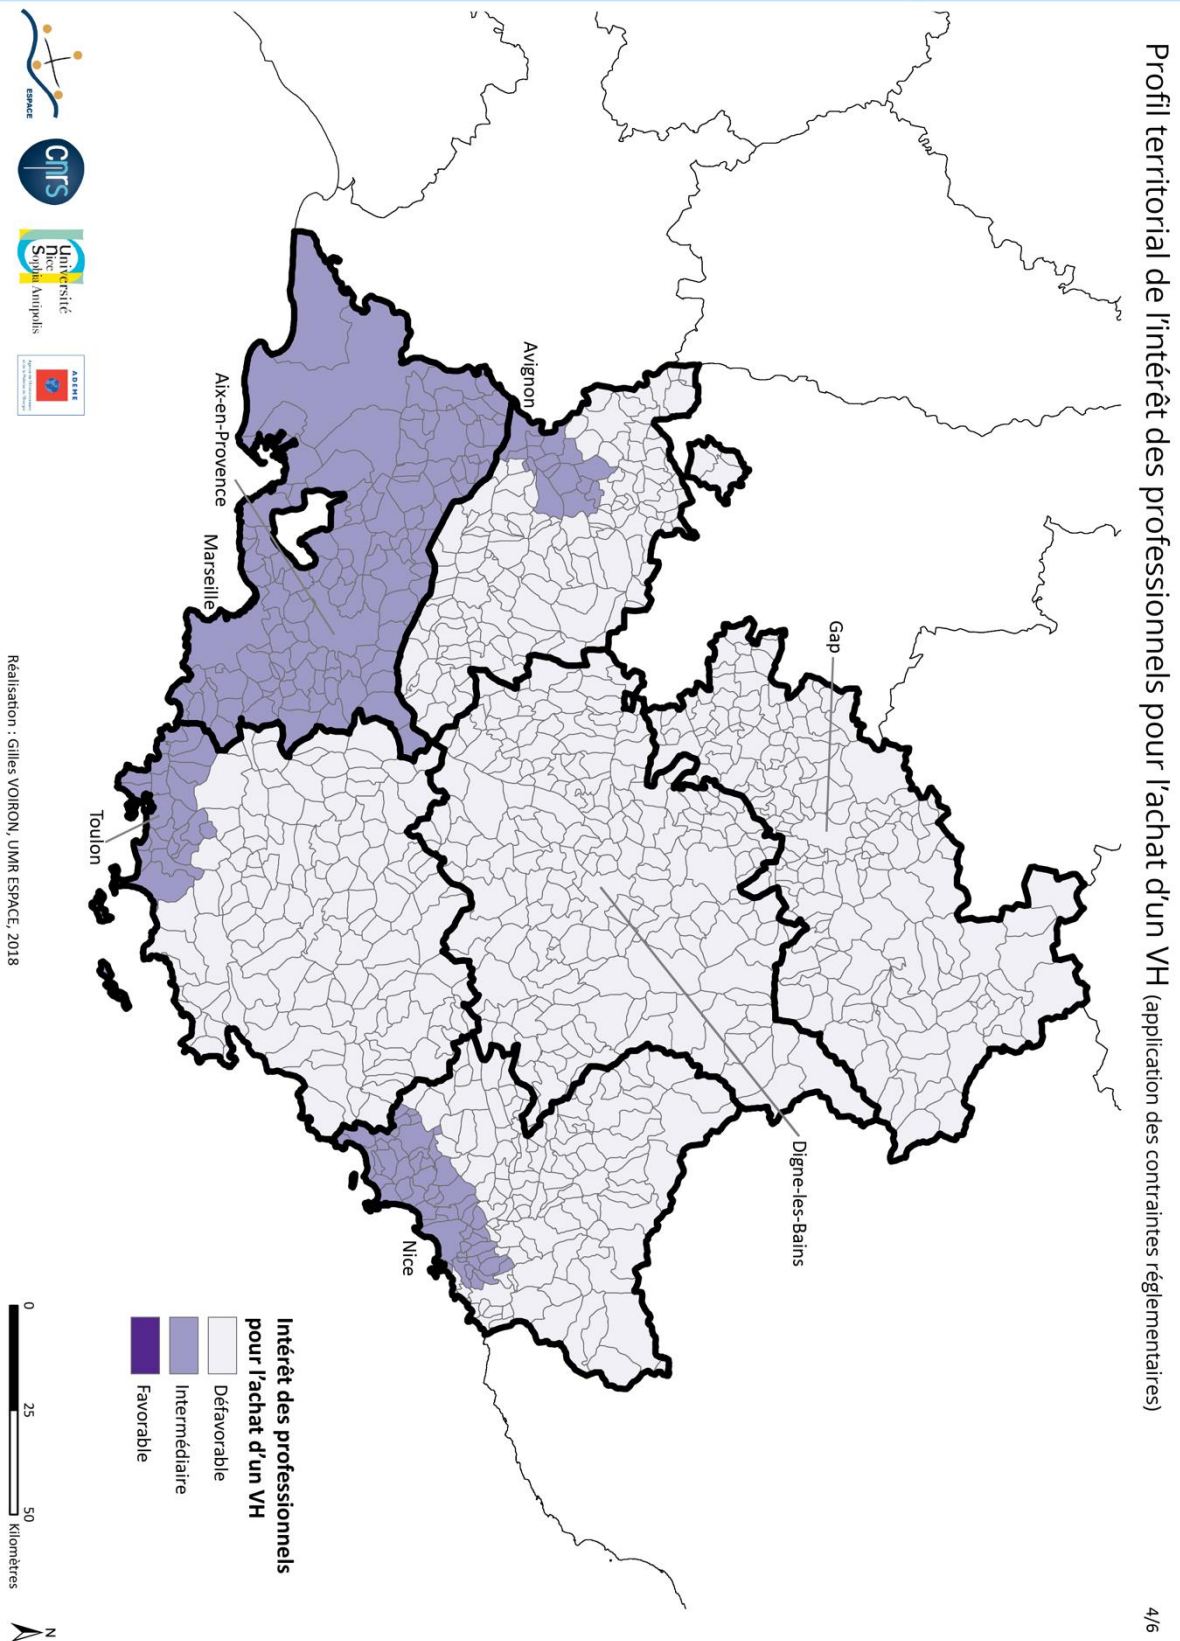 Profil territorial de l'intérêt des professionnels pour l'achat d'un VH (application des contraintes réglementaires)
4/6
Gap
Digne-les-Bains
Avignon
Aix-en-Provence
Marseille
Toulon
Nice
Intérêt des professionnels
pour l'achat d'un VH
Défavorable
Intermédiaire
Favorable
ESPACE
cnrs
Université
nice
Sophia Antipolis
ADEME
Réalisation : Gilles VOIRON, UMR ESPACE, 2018
0 25 50 Kilomètres
N